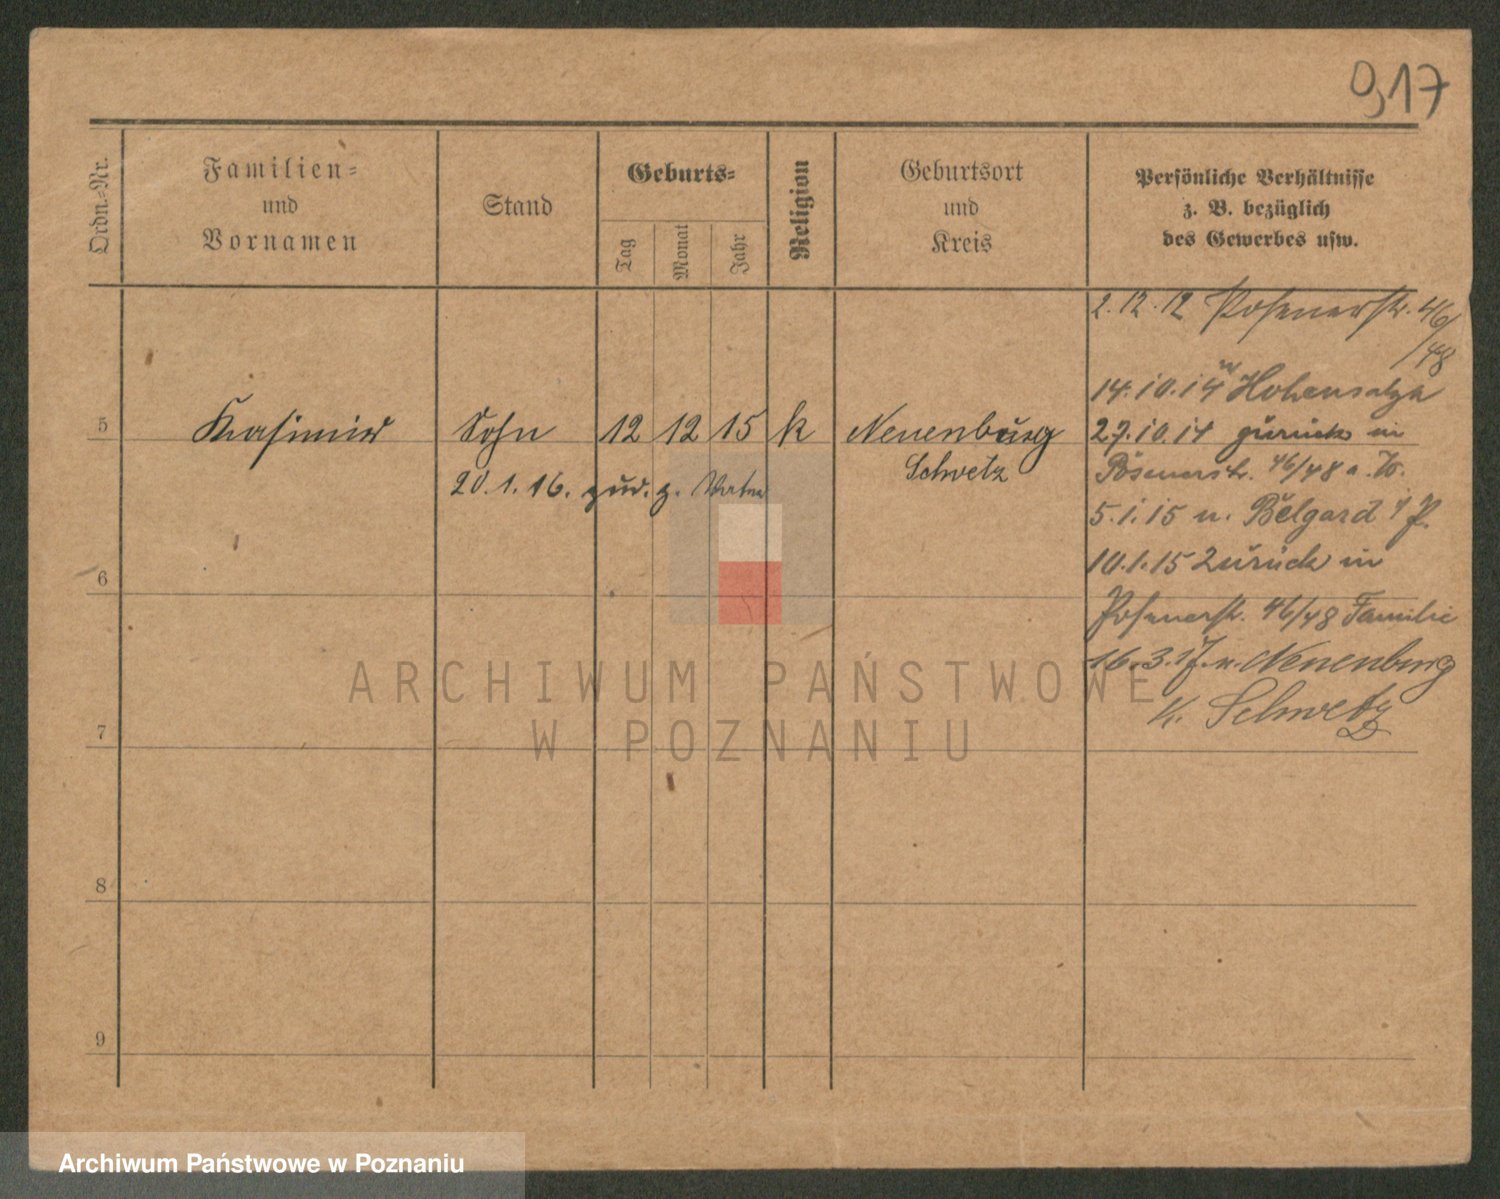 917
Ordn.-Nr.
Familien-
und
Vornamen
Stand
Geburts-
Tag
Monat
Jahr
Religion
Geburtsort
und
Kreis
Persönliche Verhältnisse
z. B. bezüglich
des Gewerbes usw.
2.12.12 Posenerstr. 46/
/48
5
Kasimir
Sohn
12
12
15
k
Neuenburg
Schwetz
20.1.16. zud. z. Vater
14.10.14 n. Hohensalza
27.10.14 zurück in
Posenerstr. 46/48 a. W.
5.1.15 n. Belgard P.
10.1.15 Zurück in
Posenerstr. 46/48 Familie
16.3.17. n. Neuenburg
K. Schwetz
6
7
8
9
ARCHIWUM PAŃSTWOWE
W POZNANIU
Archiwum Państwowe w Poznaniu